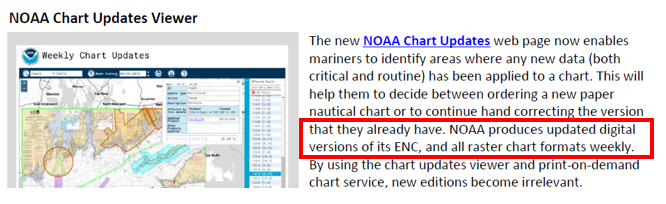 NOAA Chart Updates Viewer
Weekly Chart Updates
The new NOAA Chart Updates web page now enables
mariners to identify areas where any new data (both
critical and routine) has been applied to a chart. This will
help them to decide between ordering a new paper
nautical chart or to continue hand correcting the version
that they already have. NOAA produces updated digital
versions of its ENC, and all raster chart formats weekly.
By using the chart updates viewer and print-on-demand
chart service, new editions become irrelevant.